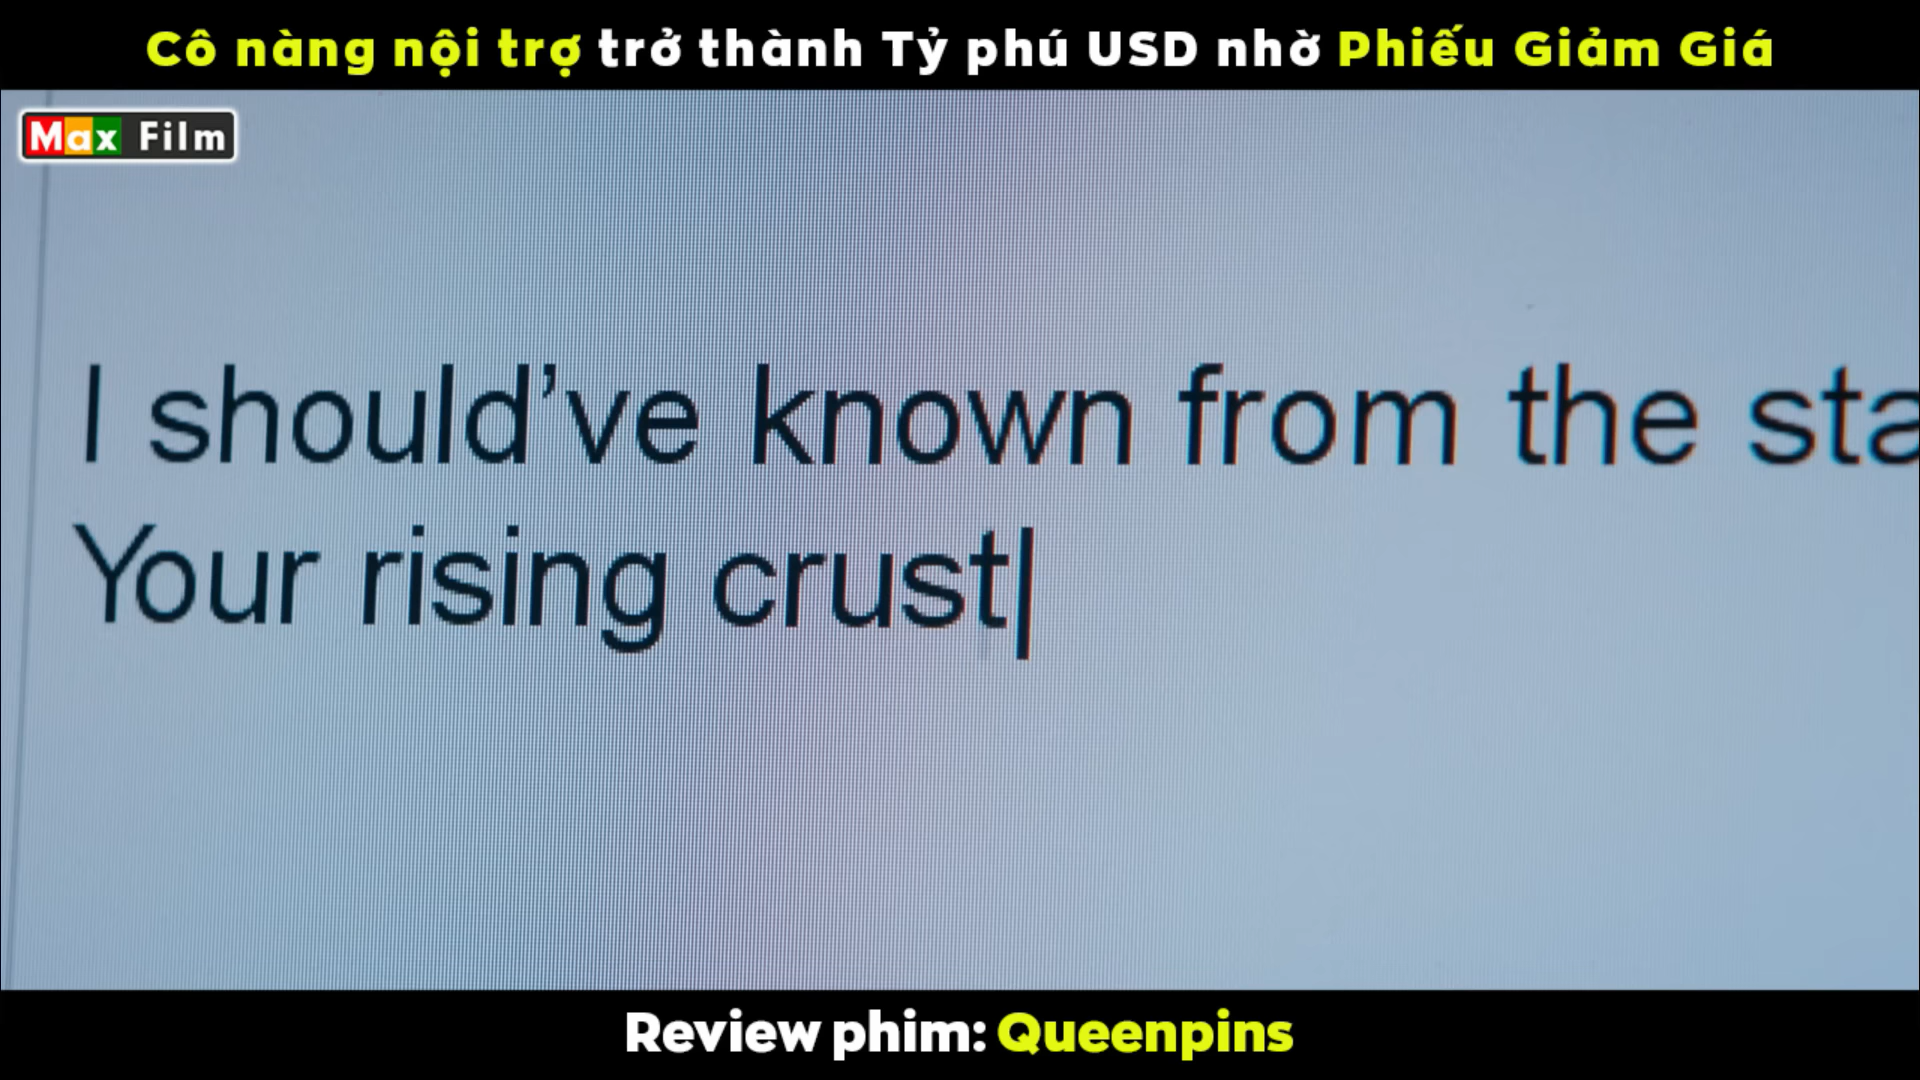 Cô nàng nội trợ trở thành Tỷ phú USD nhờ Phiếu Giảm Giá
Max Film
I should've known from the sta
Your rising crust
Review phim: Queenpins